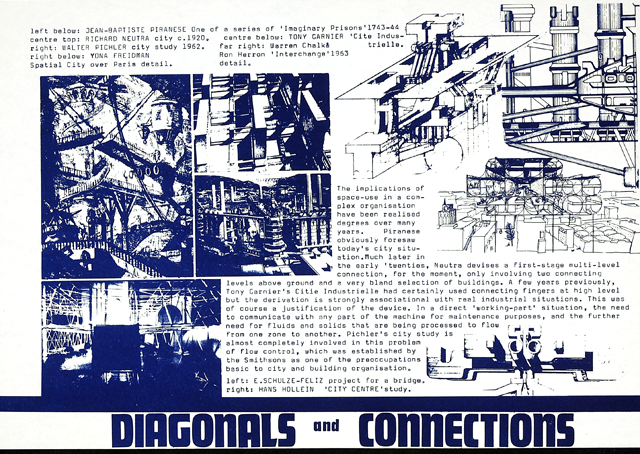 left below: JEAN-BAPTISTE PIRANESE One of a series of 'Imaginary Prisons'1743-44
centre top: RICHARD NEUTRA city c.1920.  centre below: TONY GARNIER 'Cite Indus-
right: WALTER PICHLER city study 1962.  far right: Warren Chalk&  trielle.
right below: YONA FREIDMAN  Ron Herron 'Interchange'1963
Spatial City over Paris detail.  detail.
The implications of
space-use in a com-
plex organisation
have been realised
degrees over many
years. Piranese
obviously foresaw
today's city situ-
ation.Much later in
the early 'twenties, Neutra devises a first-stage multi-level
connection, for the moment, only involving two connecting
levels above ground and a very bland selection of buildings. A few years previously,
Tony Garnier's Citie Industrielle had certainly used connecting fingers at high level
but the derivation is strongly associated with real industrial situations. This was
of course a justification of the device. In a direct 'working-part' situation, the need
to communicate with any part of the machine for maintenance purposes, and the further
need for fluids and solids that are being processed to flow
from one zone to another. Pichler's city study is
almost completely involved in this problem
of flow control, which was established by
the Smithsons as one of the preoccupations
basic to city and building organisation.
left: E.SCHULZE-FELIZ project for a bridge.
right: HANS HOLLEIN 'CITY CENTRE'study.
DIAGONALS and CONNECTIONS